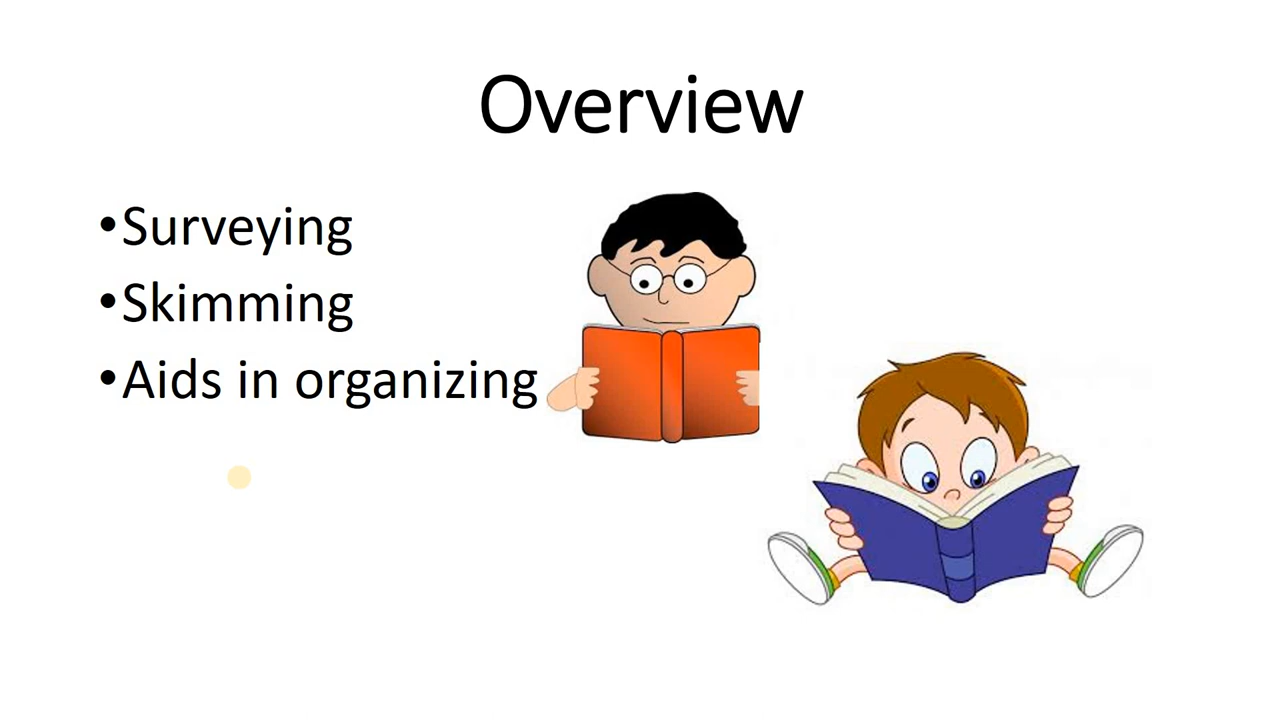 Overview
•Surveying
•Skimming
•Aids in organizing